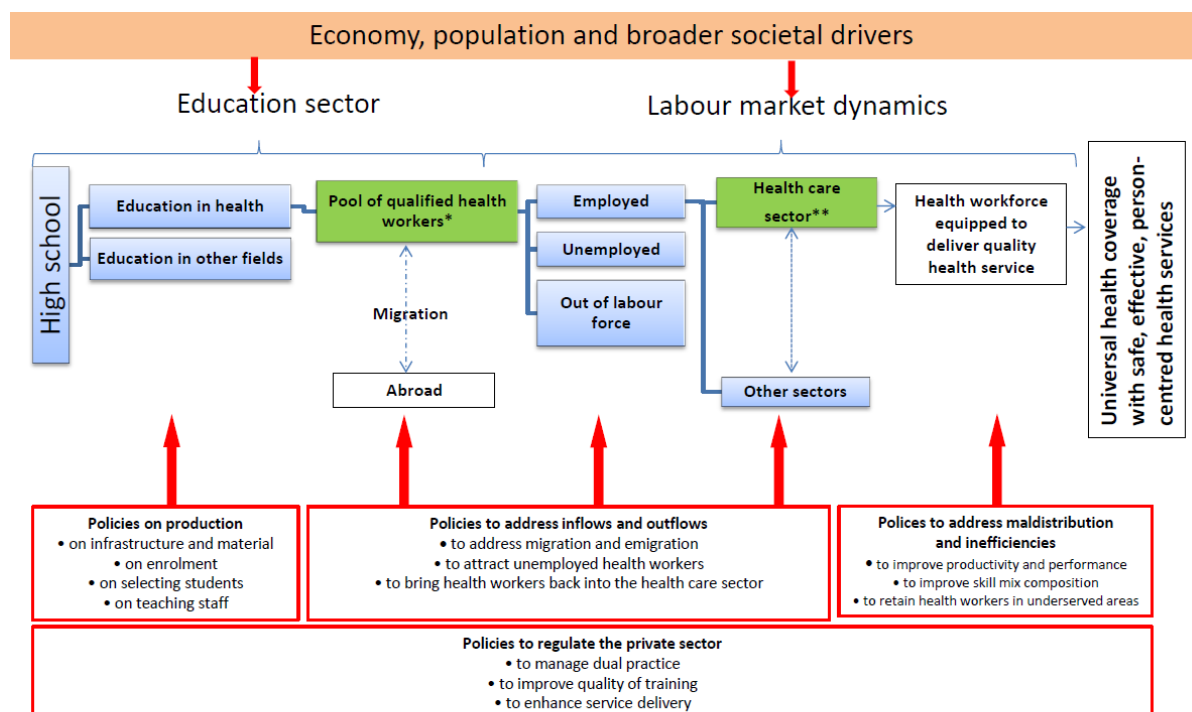 Economy, population and broader societal drivers
Education sector
Labour market dynamics
High school
Education in health
Education in other fields
Pool of qualified health
workers*
Migration
Abroad
Employed
Unemployed
Out of labour
force
Health care
sector**
Other sectors
Health workforce
equipped to
deliver quality
health service
Universal health coverage
with safe, effective, person-
centred health services
Policies on production
• on infrastructure and material
• on enrolment
• on selecting students
• on teaching staff
Policies to address inflows and outflows
• to address migration and emigration
• to attract unemployed health workers
• to bring health workers back into the health care sector
Polices to address maldistribution
and inefficiencies
• to improve productivity and performance
• to improve skill mix composition
• to retain health workers in underserved areas
Policies to regulate the private sector
• to manage dual practice
• to improve quality of training
• to enhance service delivery